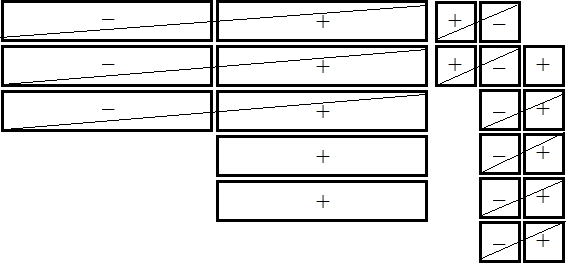 − + + −
− + + − +
− + − +
+ − +
+ − +
− +